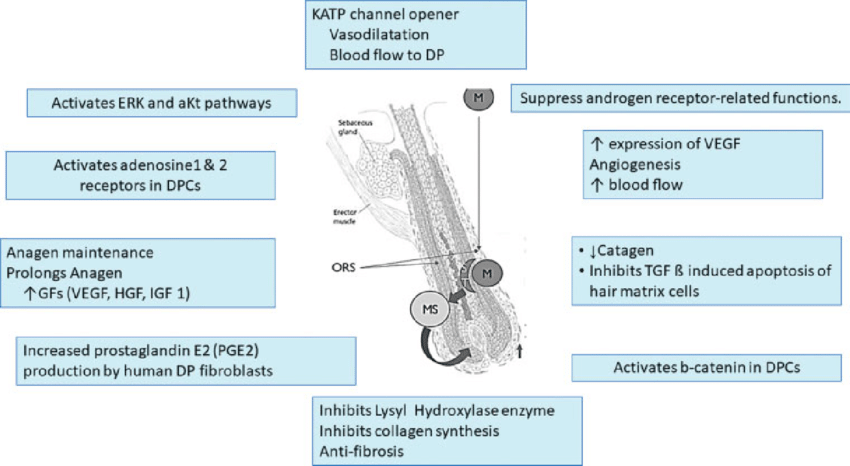 KATP channel opener
Vasodilatation
Blood flow to DP
Activates ERK and aKt pathways
M
Suppress androgen receptor-related functions.
Sebaceous
gland
↑ expression of VEGF
Angiogenesis
↑ blood flow
Activates adenosine1 & 2
receptors in DPCs
Erector
muscle
Anagen maintenance
Prolongs Anagen
↑GFs (VEGF, HGF, IGF 1)
ORS
M
• ↓Catagen
• Inhibits TGF ß induced apoptosis of
hair matrix cells
MS
Increased prostaglandin E2 (PGE2)
production by human DP fibroblasts
Activates b-catenin in DPCs
Inhibits Lysyl Hydroxylase enzyme
Inhibits collagen synthesis
Anti-fibrosis